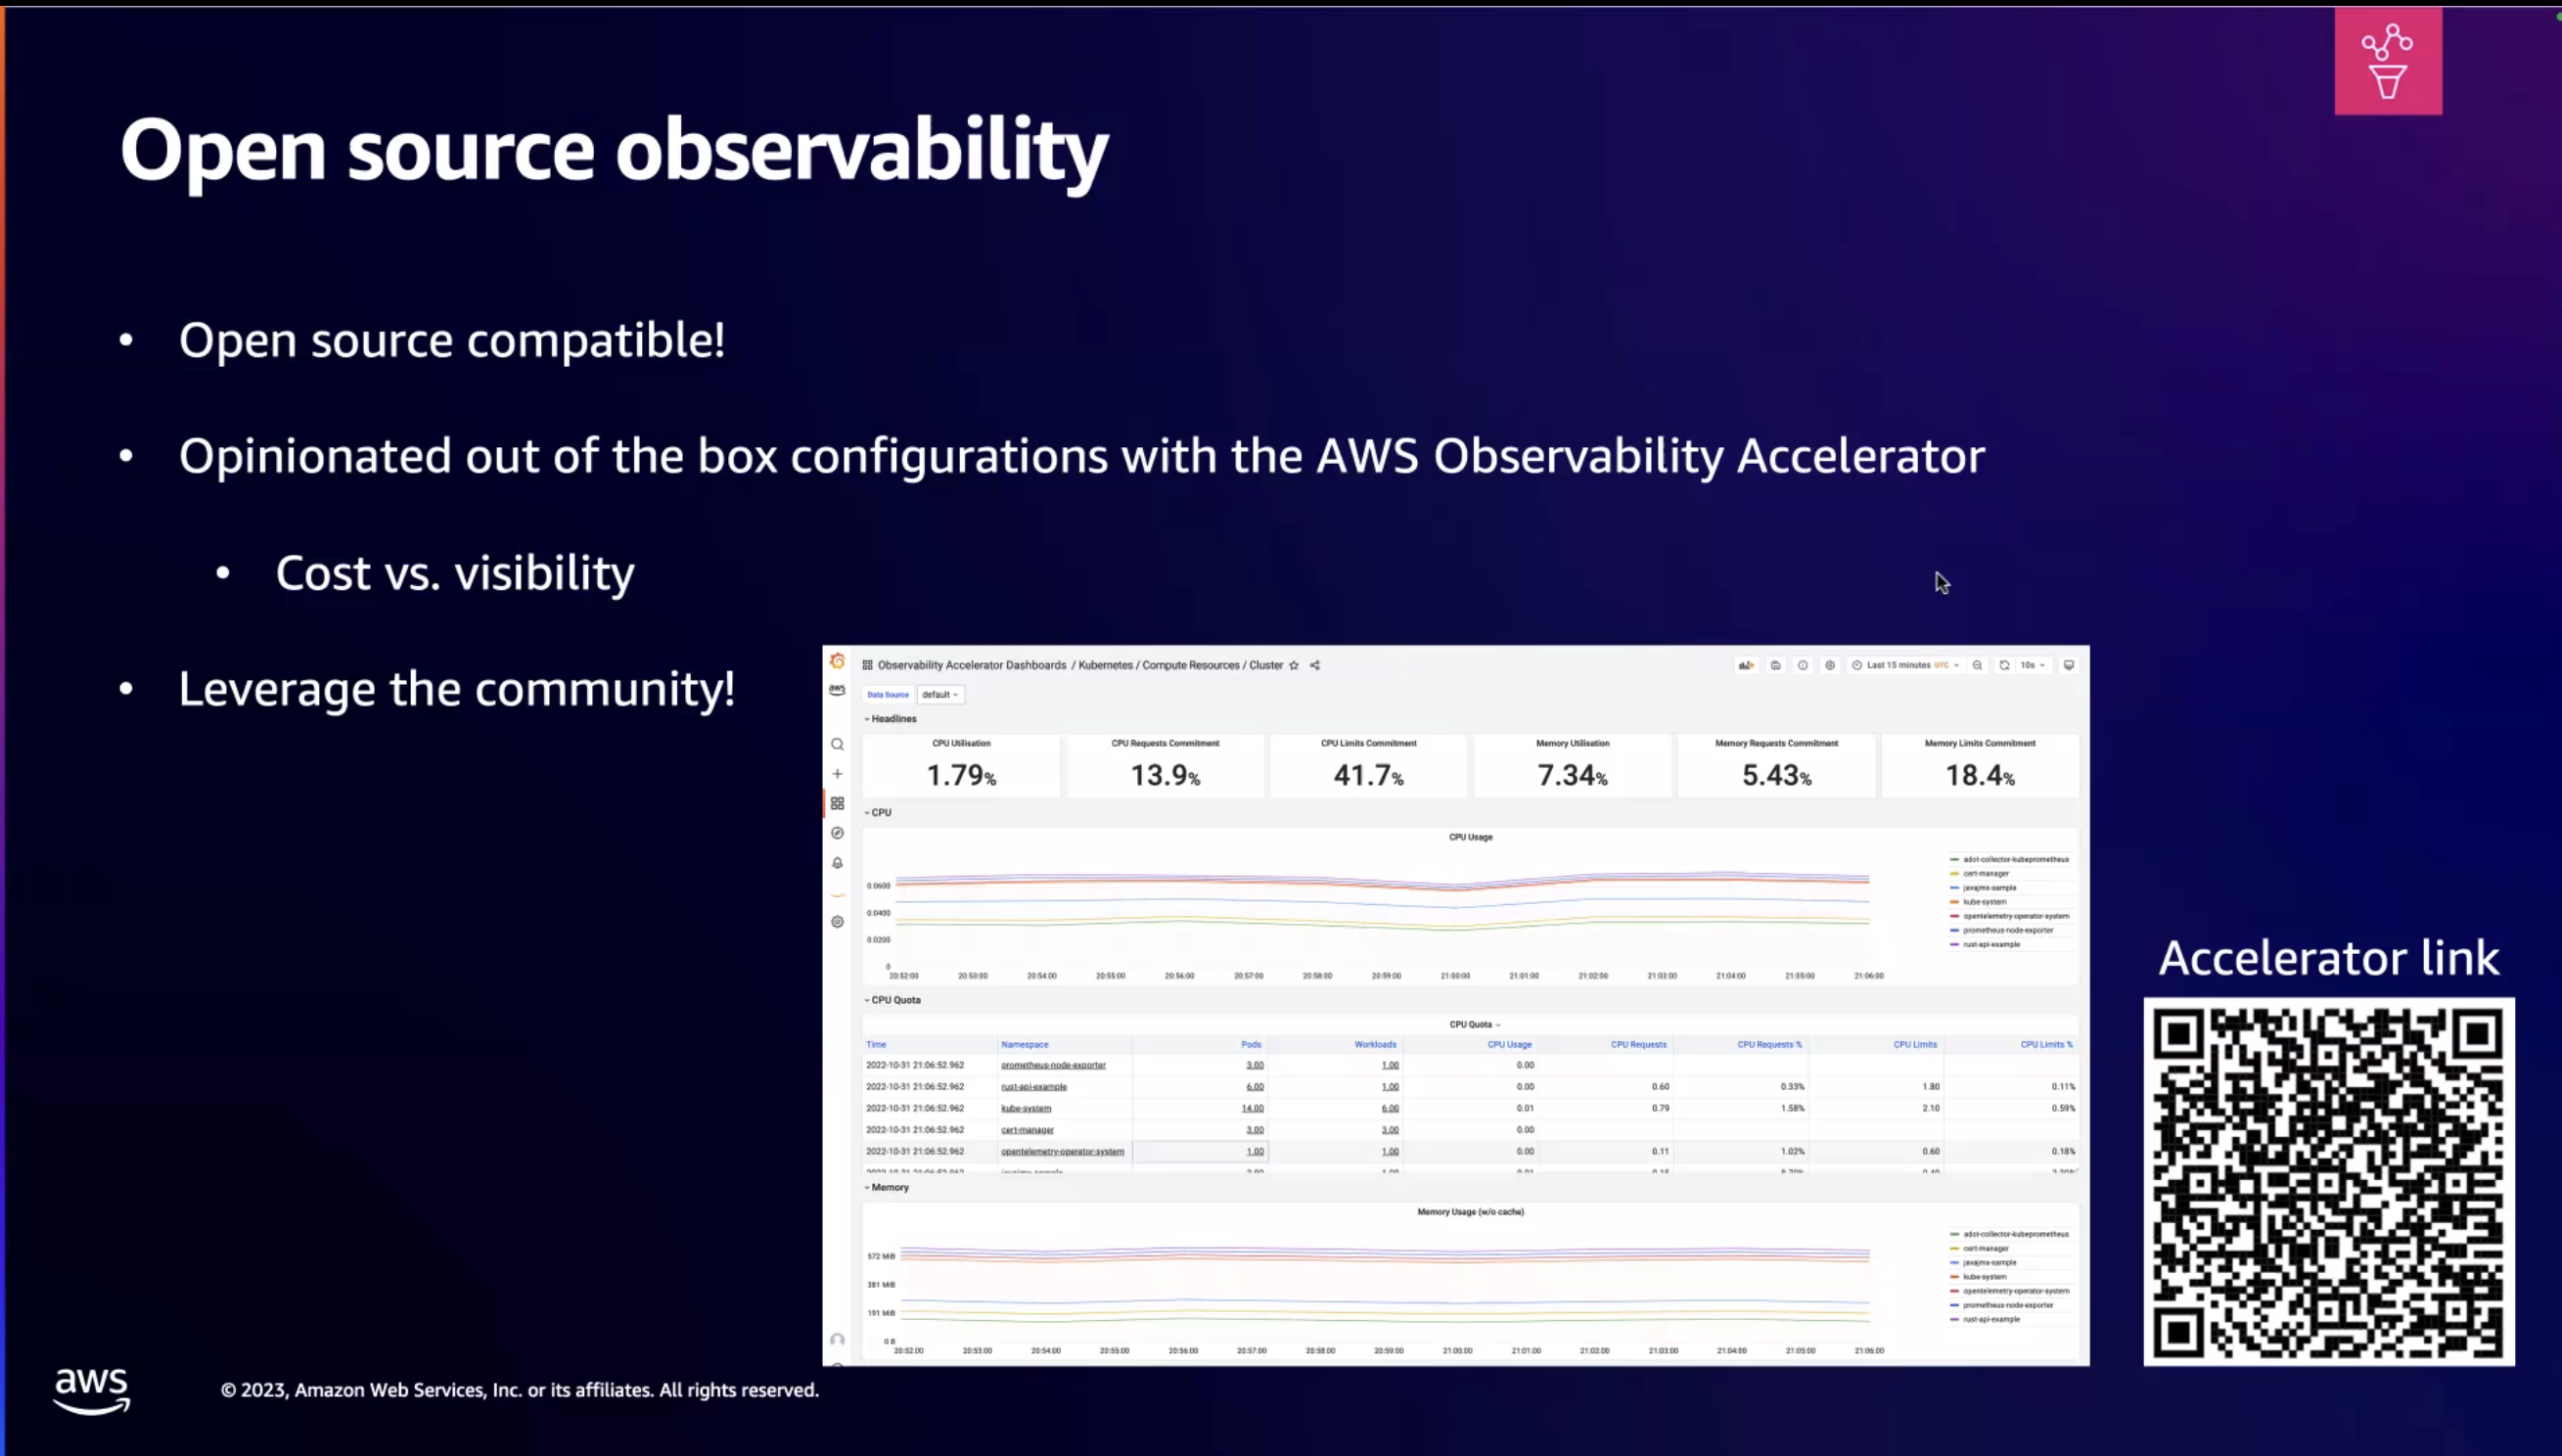 Open source observability
• Open source compatible!
• Opinionated out of the box configurations with the AWS Observability Accelerator
• Cost vs. visibility
• Leverage the community!
Observability Accelerator Dashboards / Kubernetes / Compute Resources / Cluster
Last 15 minutes UTC
10s
aws
Data Source default
Headlines
CPU Utilisation
1.79%
CPU Requests Commitment
13.9%
CPU Limits Commitment
41.7%
Memory Utilisation
7.34%
Memory Requests Commitment
5.43%
Memory Limits Commitment
18.4%
CPU
CPU Usage
0.0600
0.0400
0.0200
0
20:52:00 20:53:00 20:54:00 20:55:00 20:56:00 20:57:00 20:58:00 20:59:00 21:00:00 21:01:00 21:02:00 21:03:00 21:04:00 21:05:00 21:06:00
adot-collector-kubeprometheus
cert-manager
javajmx-sample
kube-system
opentelemetry-operator-system
prometheus-node-exporter
rust-api-example
CPU Quota
CPU Quota
Time Namespace Pods Workloads CPU Usage CPU Requests CPU Requests % CPU Limits CPU Limits %
2022-10-31 21:06:52.962 prometheus-node-exporter 3.00 1.00 0.00
2022-10-31 21:06:52.962 rust-api-example 6.00 1.00 0.00 0.60 0.33% 1.80 0.11%
2022-10-31 21:06:52.962 kube-system 14.00 6.00 0.01 0.79 1.58% 2.10 0.59%
2022-10-31 21:06:52.962 cert-manager 3.00 3.00 0.00
2022-10-31 21:06:52.962 opentelemetry-operator-system 1.00 1.00 0.00 0.11 1.02% 0.60 0.18%
Memory
Memory Usage (w/o cache)
572 MiB
381 MiB
191 MiB
0 B
20:52:00 20:53:00 20:54:00 20:55:00 20:56:00 20:57:00 20:58:00 20:59:00 21:00:00 21:01:00 21:02:00 21:03:00 21:04:00 21:05:00 21:06:00
adot-collector-kubeprometheus
cert-manager
javajmx-sample
kube-system
opentelemetry-operator-system
prometheus-node-exporter
rust-api-example
Accelerator link
aws
© 2023, Amazon Web Services, Inc. or its affiliates. All rights reserved.